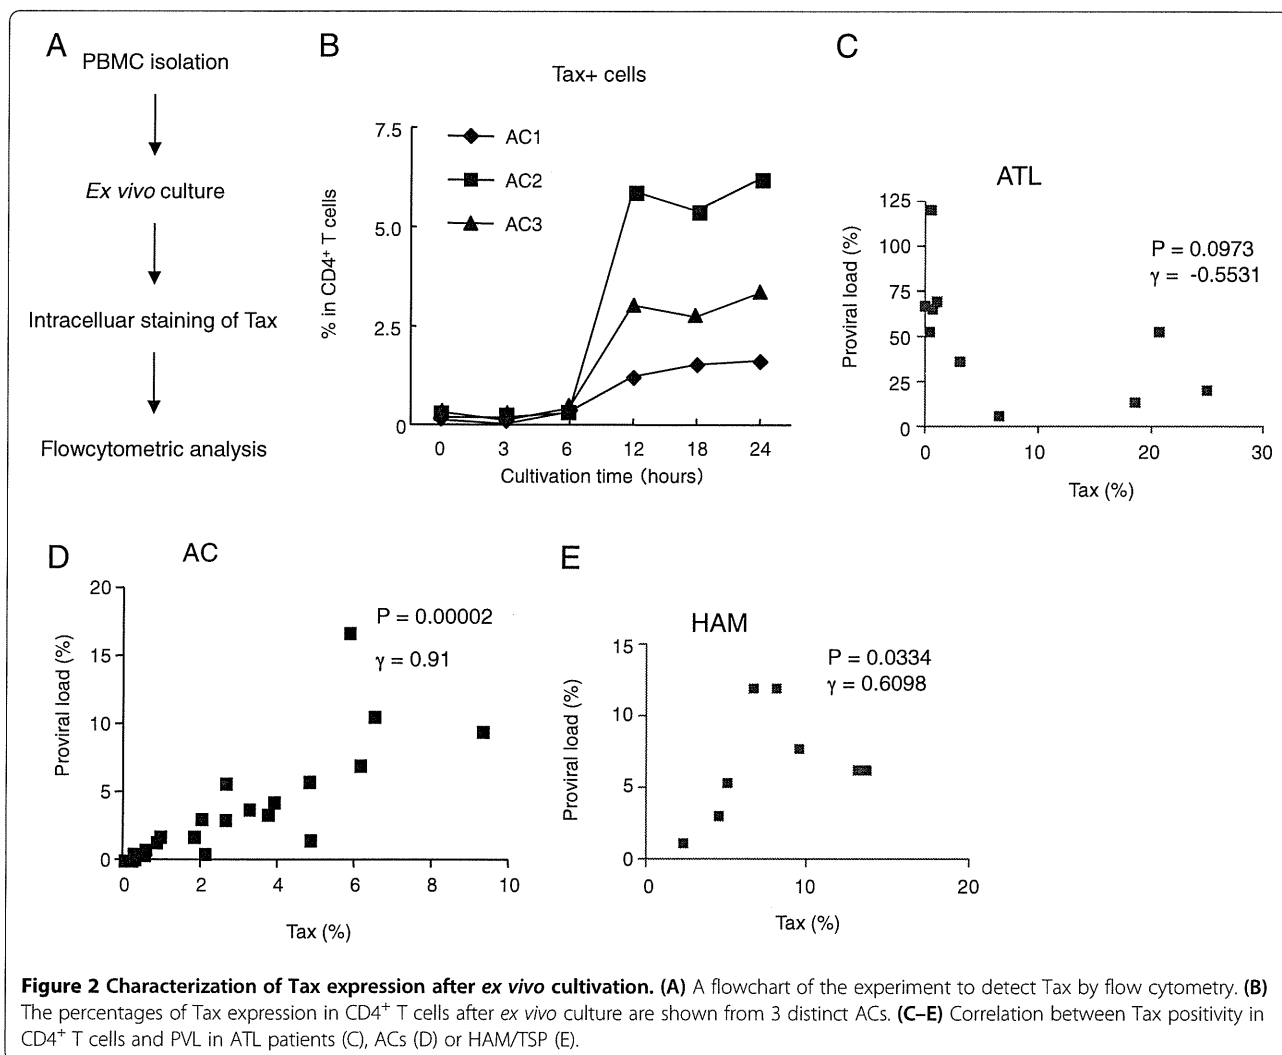 A
PBMC isolation
Ex vivo culture
Intracelluar staining of Tax
Flowcytometric analysis
B
Tax+ cells
AC1
AC2
AC3
% in CD4+ T cells
7.5
5.0
2.5
0
0 3 6 12 18 24
Cultivation time (hours)
C
ATL
P = 0.0973
γ = -0.5531
Proviral load (%)
125
100
75
50
25
0
0 10 20 30
Tax (%)
D
AC
P = 0.00002
γ = 0.91
Proviral load (%)
20
15
10
5
0
0 2 4 6 8 10
Tax (%)
E
HAM
P = 0.0334
γ = 0.6098
Proviral load (%)
15
10
5
0
0 10 20
Tax (%)
Figure 2 Characterization of Tax expression after ex vivo cultivation. (A) A flowchart of the experiment to detect Tax by flow cytometry. (B)
The percentages of Tax expression in CD4+ T cells after ex vivo culture are shown from 3 distinct ACs. (C–E) Correlation between Tax positivity in
CD4+ T cells and PVL in ATL patients (C), ACs (D) or HAM/TSP (E).